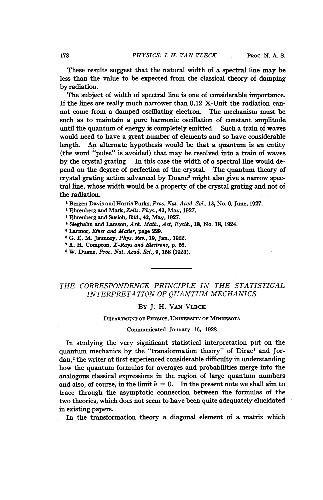 178 PHYSICS: J. H. VAN VLECK PROC. N. A. S.
These results suggest that the natural width of a spectral line may be
less than the value to be expected from the classical theory of damping
by radiation.
The subject of width of spectral line is one of considerable importance.
If the lines are really much narrower than 0.12 X-Unit the radiation can-
not come from a damped oscillating electron. The mechanism must be
such as to maintain a pure harmonic oscillation of constant amplitude
until the quantum of energy is completely emitted. Such a train of waves
would need to have a great number of elements and so have considerable
length. An alternate hypothesis would be that a quantum is an entity
(the word "pulse" is avoided) that may be resolved into a train of waves
by the crystal grating. In this case the width of a spectral line would de-
pend on the degree of perfection of the crystal. The quantum theory of
crystal grating action advanced by Duane⁸ might also give a narrow spec-
tral line, whose width would be a property of the crystal grating and not of
the radiation.
¹ Bergen Davis and Harris Purks, Proc. Nat. Acad. Sci., 13, No. 6, June, 1927.
² Ehrenberg and Mark, Zeits. Phys., 42, May, 1927.
³ Ehrenberg and Susich, Ibid., 42, May, 1927.
⁴ Siegbahn and Larsson, Ark. Math., Ast, Fysik., 18, No. 18, 1924.
⁵ Larmor, Ether and Matter, page 229.
⁶ G. E. M. Jauncey, Phys. Rev., 19, Jan., 1922.
⁷ A. H. Compton, X-Rays and Electrons, p. 55.
⁸ W. Duane, Proc. Nat. Acad. Sci., 9, 158 (1923).
THE CORRESPONDENCE PRINCIPLE IN THE STATISTICAL
INTERPRETATION OF QUANTUM MECHANICS
BY J. H. VAN VLECK
DEPARTMENT OF PHYSICS, UNIVERSITY OF MINNESOTA
Communicated January 16, 1928
In studying the very significant statistical interpretation put on the
quantum mechanics by the "transformation theory" of Dirac¹ and Jor-
dan,² the writer at first experienced considerable difficulty in understanding
how the quantum formulas for averages and probabilities merge into the
analogous classical expressions in the region of large quantum numbers
and also, of course, in the limit h = 0. In the present note we shall aim to
trace through the asymptotic connection between the formulas of the
two theories, which does not seem to have been quite adequately elucidated
in existing papers.
In the transformation theory a diagonal element of a matrix which